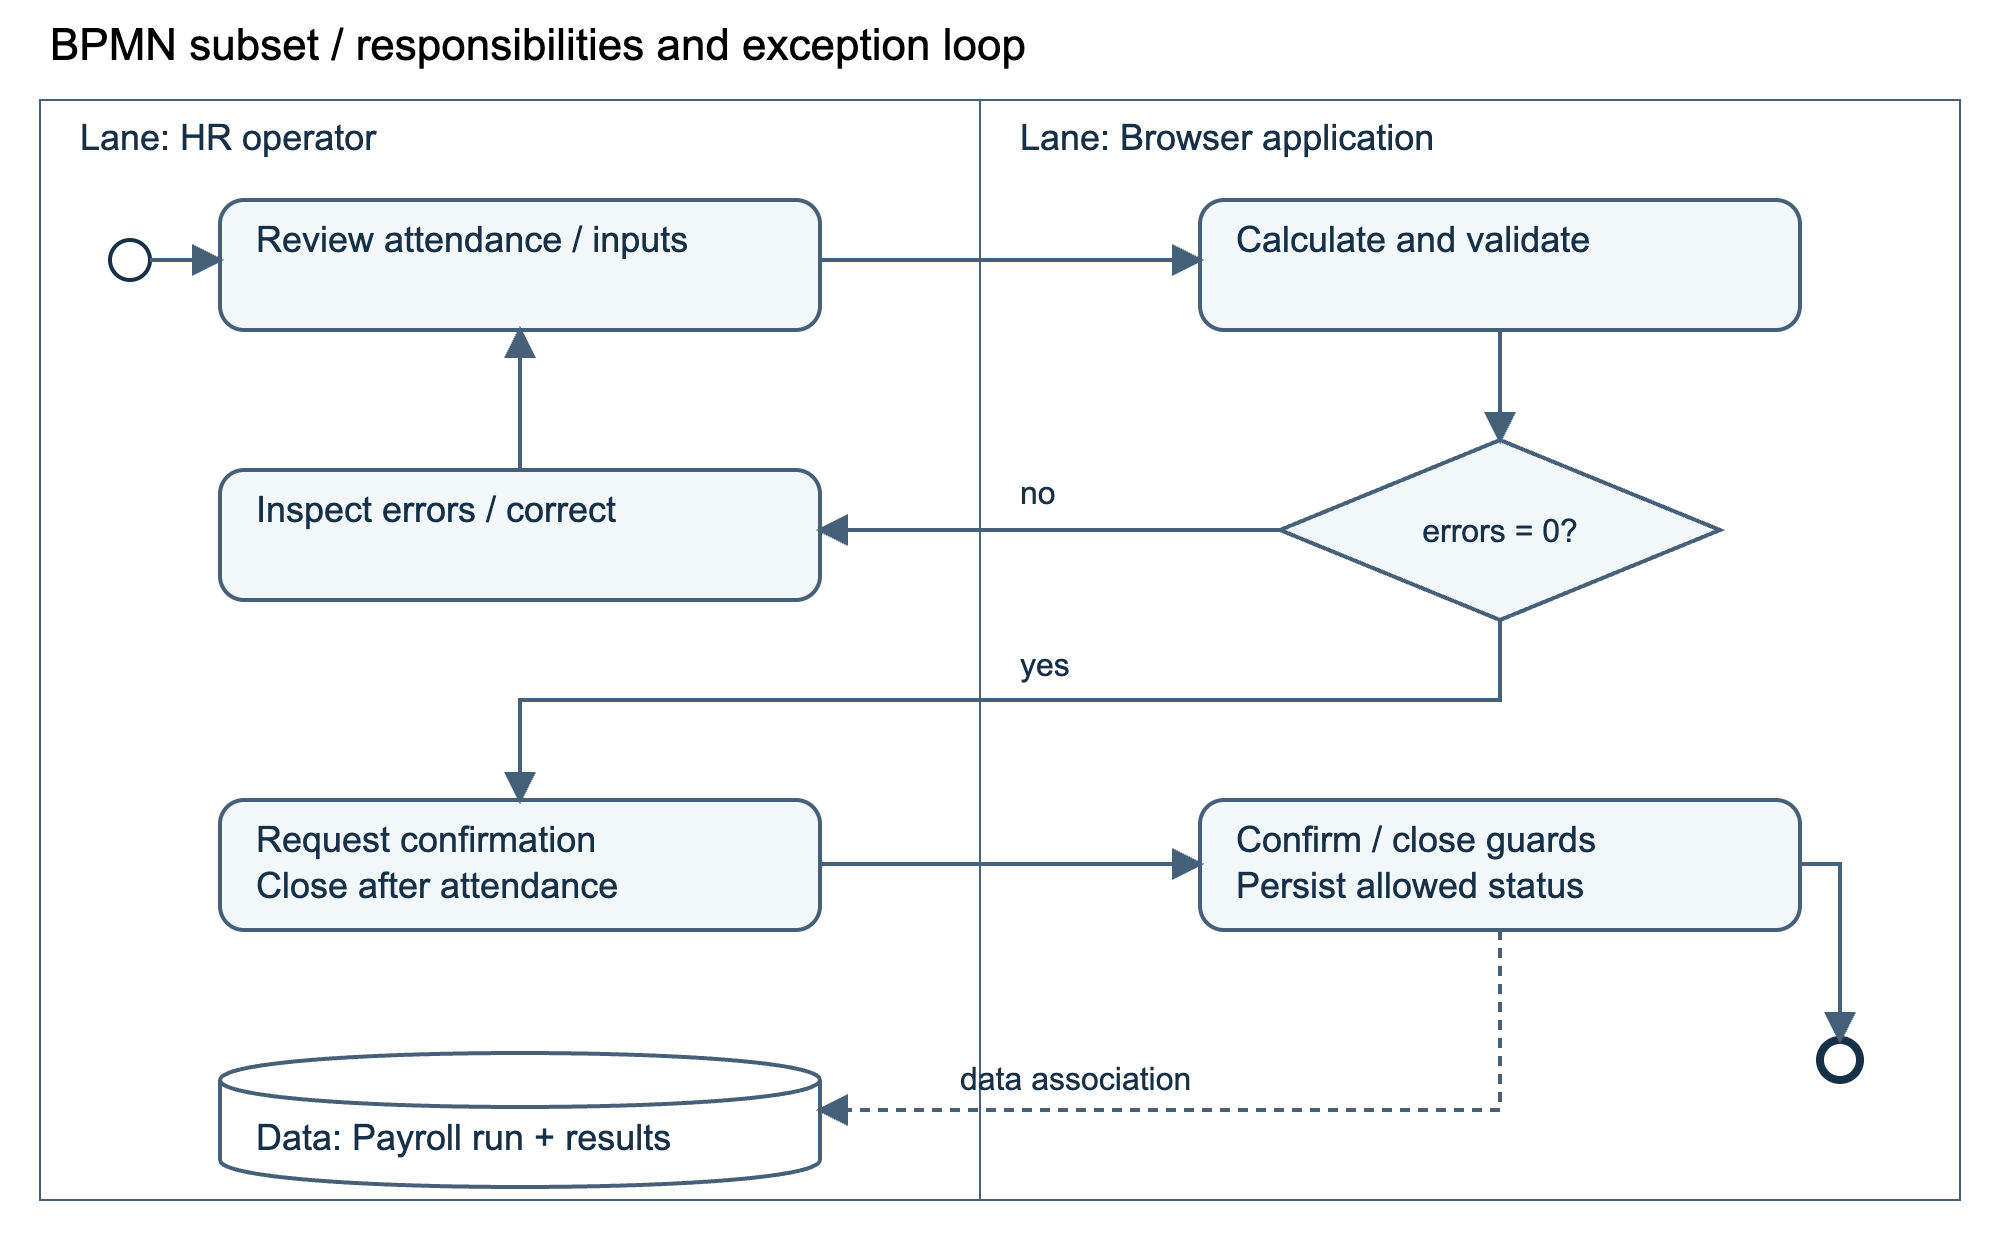 BPMN subset / responsibilities and exception loop
Lane: HR operator
Lane: Browser application
Review attendance / inputs
Calculate and validate
Inspect errors / correct
no
errors = 0?
yes
Request confirmation
Close after attendance
Confirm / close guards
Persist allowed status
data association
Data: Payroll run + results